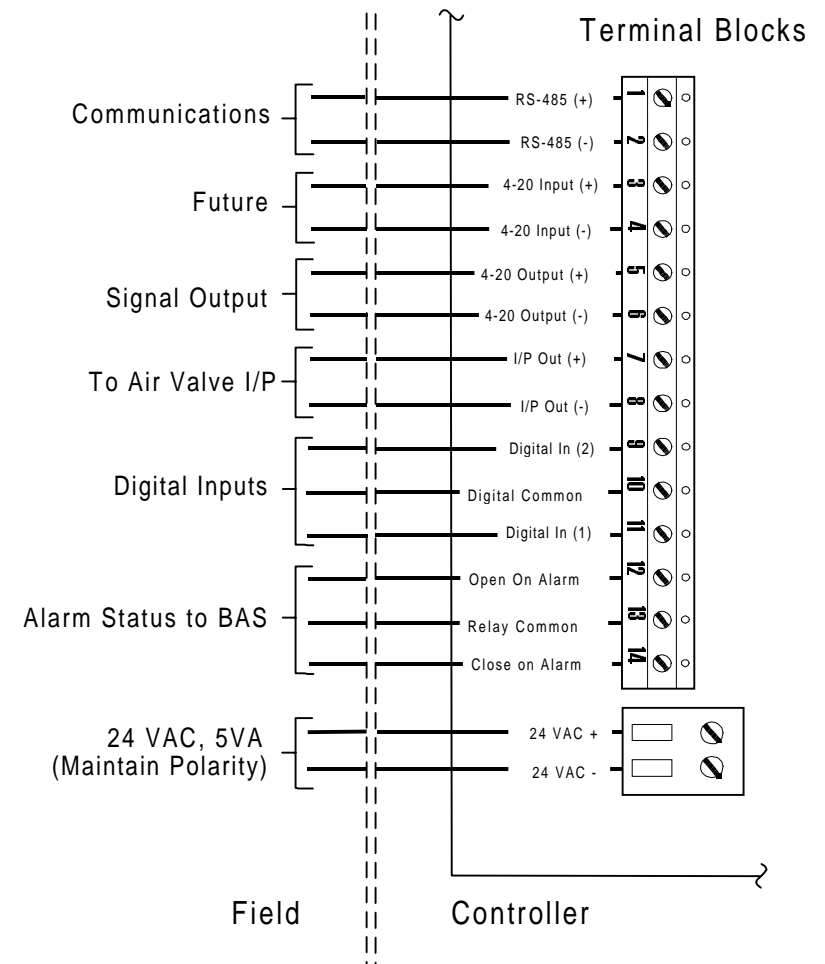 Terminal Blocks
Communications
RS-485 (+)
1
RS-485 (-)
2
Future
4-20 Input (+)
3
4-20 Input (-)
4
Signal Output
4-20 Output (+)
5
4-20 Output (-)
6
To Air Valve I/P
I/P Out (+)
7
I/P Out (-)
8
Digital Inputs
Digital In (2)
9
Digital Common
10
Digital In (1)
11
Alarm Status to BAS
Open On Alarm
12
Relay Common
13
Close on Alarm
14
24 VAC, 5VA
(Maintain Polarity)
24 VAC +
24 VAC -
Field
Controller